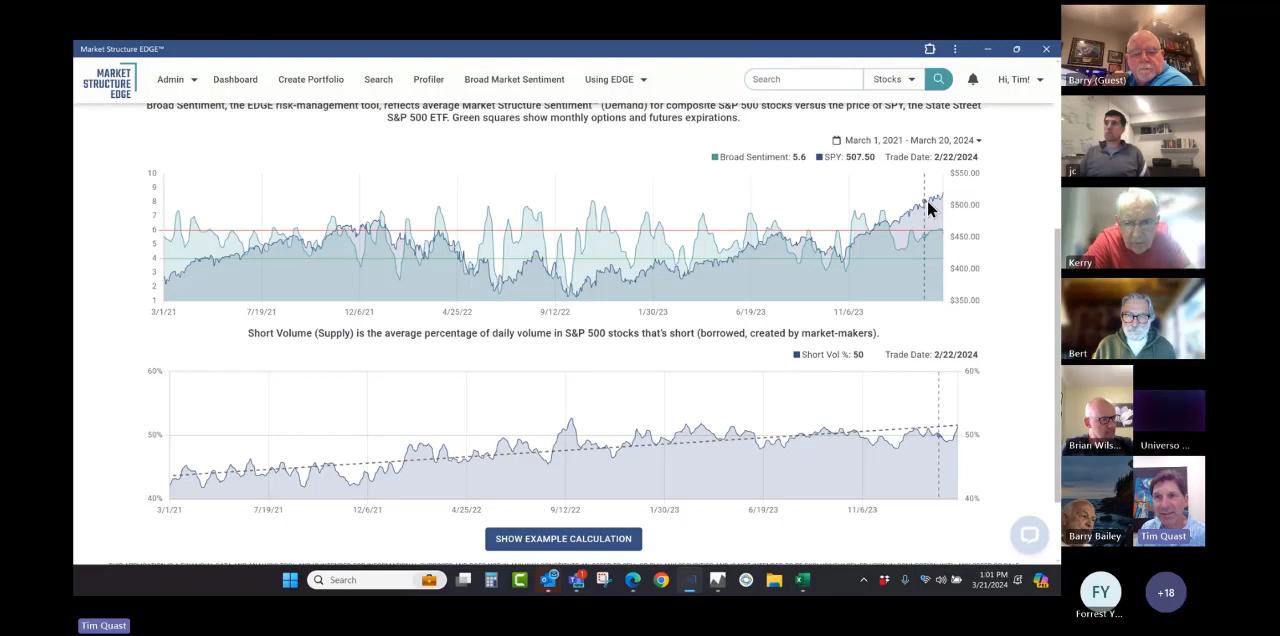 Market Structure EDGE™
MARKET
STRUCTURE
EDGE
Admin
Dashboard
Create Portfolio
Search
Profiler
Broad Market Sentiment
Using EDGE
Search
Stocks
Hi, Tim!
Broad Sentiment, the EDGE risk-management tool, reflects average Market Structure Sentiment™ (Demand) for composite S&P 500 stocks versus the price of SPY, the State Street
S&P 500 ETF. Green squares show monthly options and futures expirations.
March 1, 2021 - March 20, 2024
Broad Sentiment: 5.6 SPY: 507.50 Trade Date: 2/22/2024
10
9
8
7
6
5
4
3
2
1
$550.00
$500.00
$450.00
$400.00
$350.00
3/1/21 7/19/21 12/6/21 4/25/22 9/12/22 1/30/23 6/19/23 11/6/23
Short Volume (Supply) is the average percentage of daily volume in S&P 500 stocks that's short (borrowed, created by market-makers).
Short Vol %: 50 Trade Date: 2/22/2024
60%
50%
40%
60%
50%
40%
3/1/21 7/19/21 12/6/21 4/25/22 9/12/22 1/30/23 6/19/23 11/6/23
SHOW EXAMPLE CALCULATION
Search
1:01 PM
3/21/2024
Barry (Guest)
jc
Kerry
Bert
Brian Wils...
Universo ...
Barry Bailey
Tim Quast
FY
Forrest Y...
+18
Tim Quast